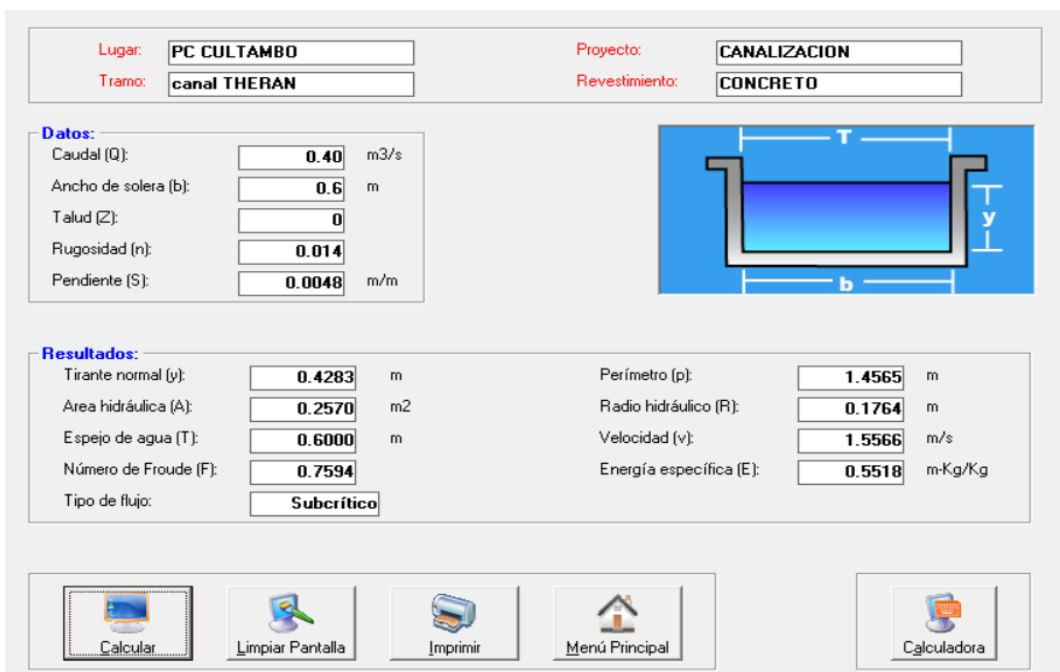 Lugar: PC CULTAMBO Proyecto: CANALIZACION
Tramo: canal THERAN Revestimiento: CONCRETO
Datos:
Caudal (Q): 0.40 m3/s
Ancho de solera (b): 0.6 m
Talud (Z): 0
Rugosidad (n): 0.014
Pendiente (S): 0.0048 m/m
T
y
b
Resultados:
Tirante normal (y): 0.4283 m Perímetro (p): 1.4565 m
Area hidráulica (A): 0.2570 m2 Radio hidráulico (R): 0.1764 m
Espejo de agua (T): 0.6000 m Velocidad (v): 1.5566 m/s
Número de Froude (F): 0.7594 Energía específica (E): 0.5518 m-Kg/Kg
Tipo de flujo: Subcrítico
Calcular Limpiar Pantalla Imprimir Menú Principal Calculadora